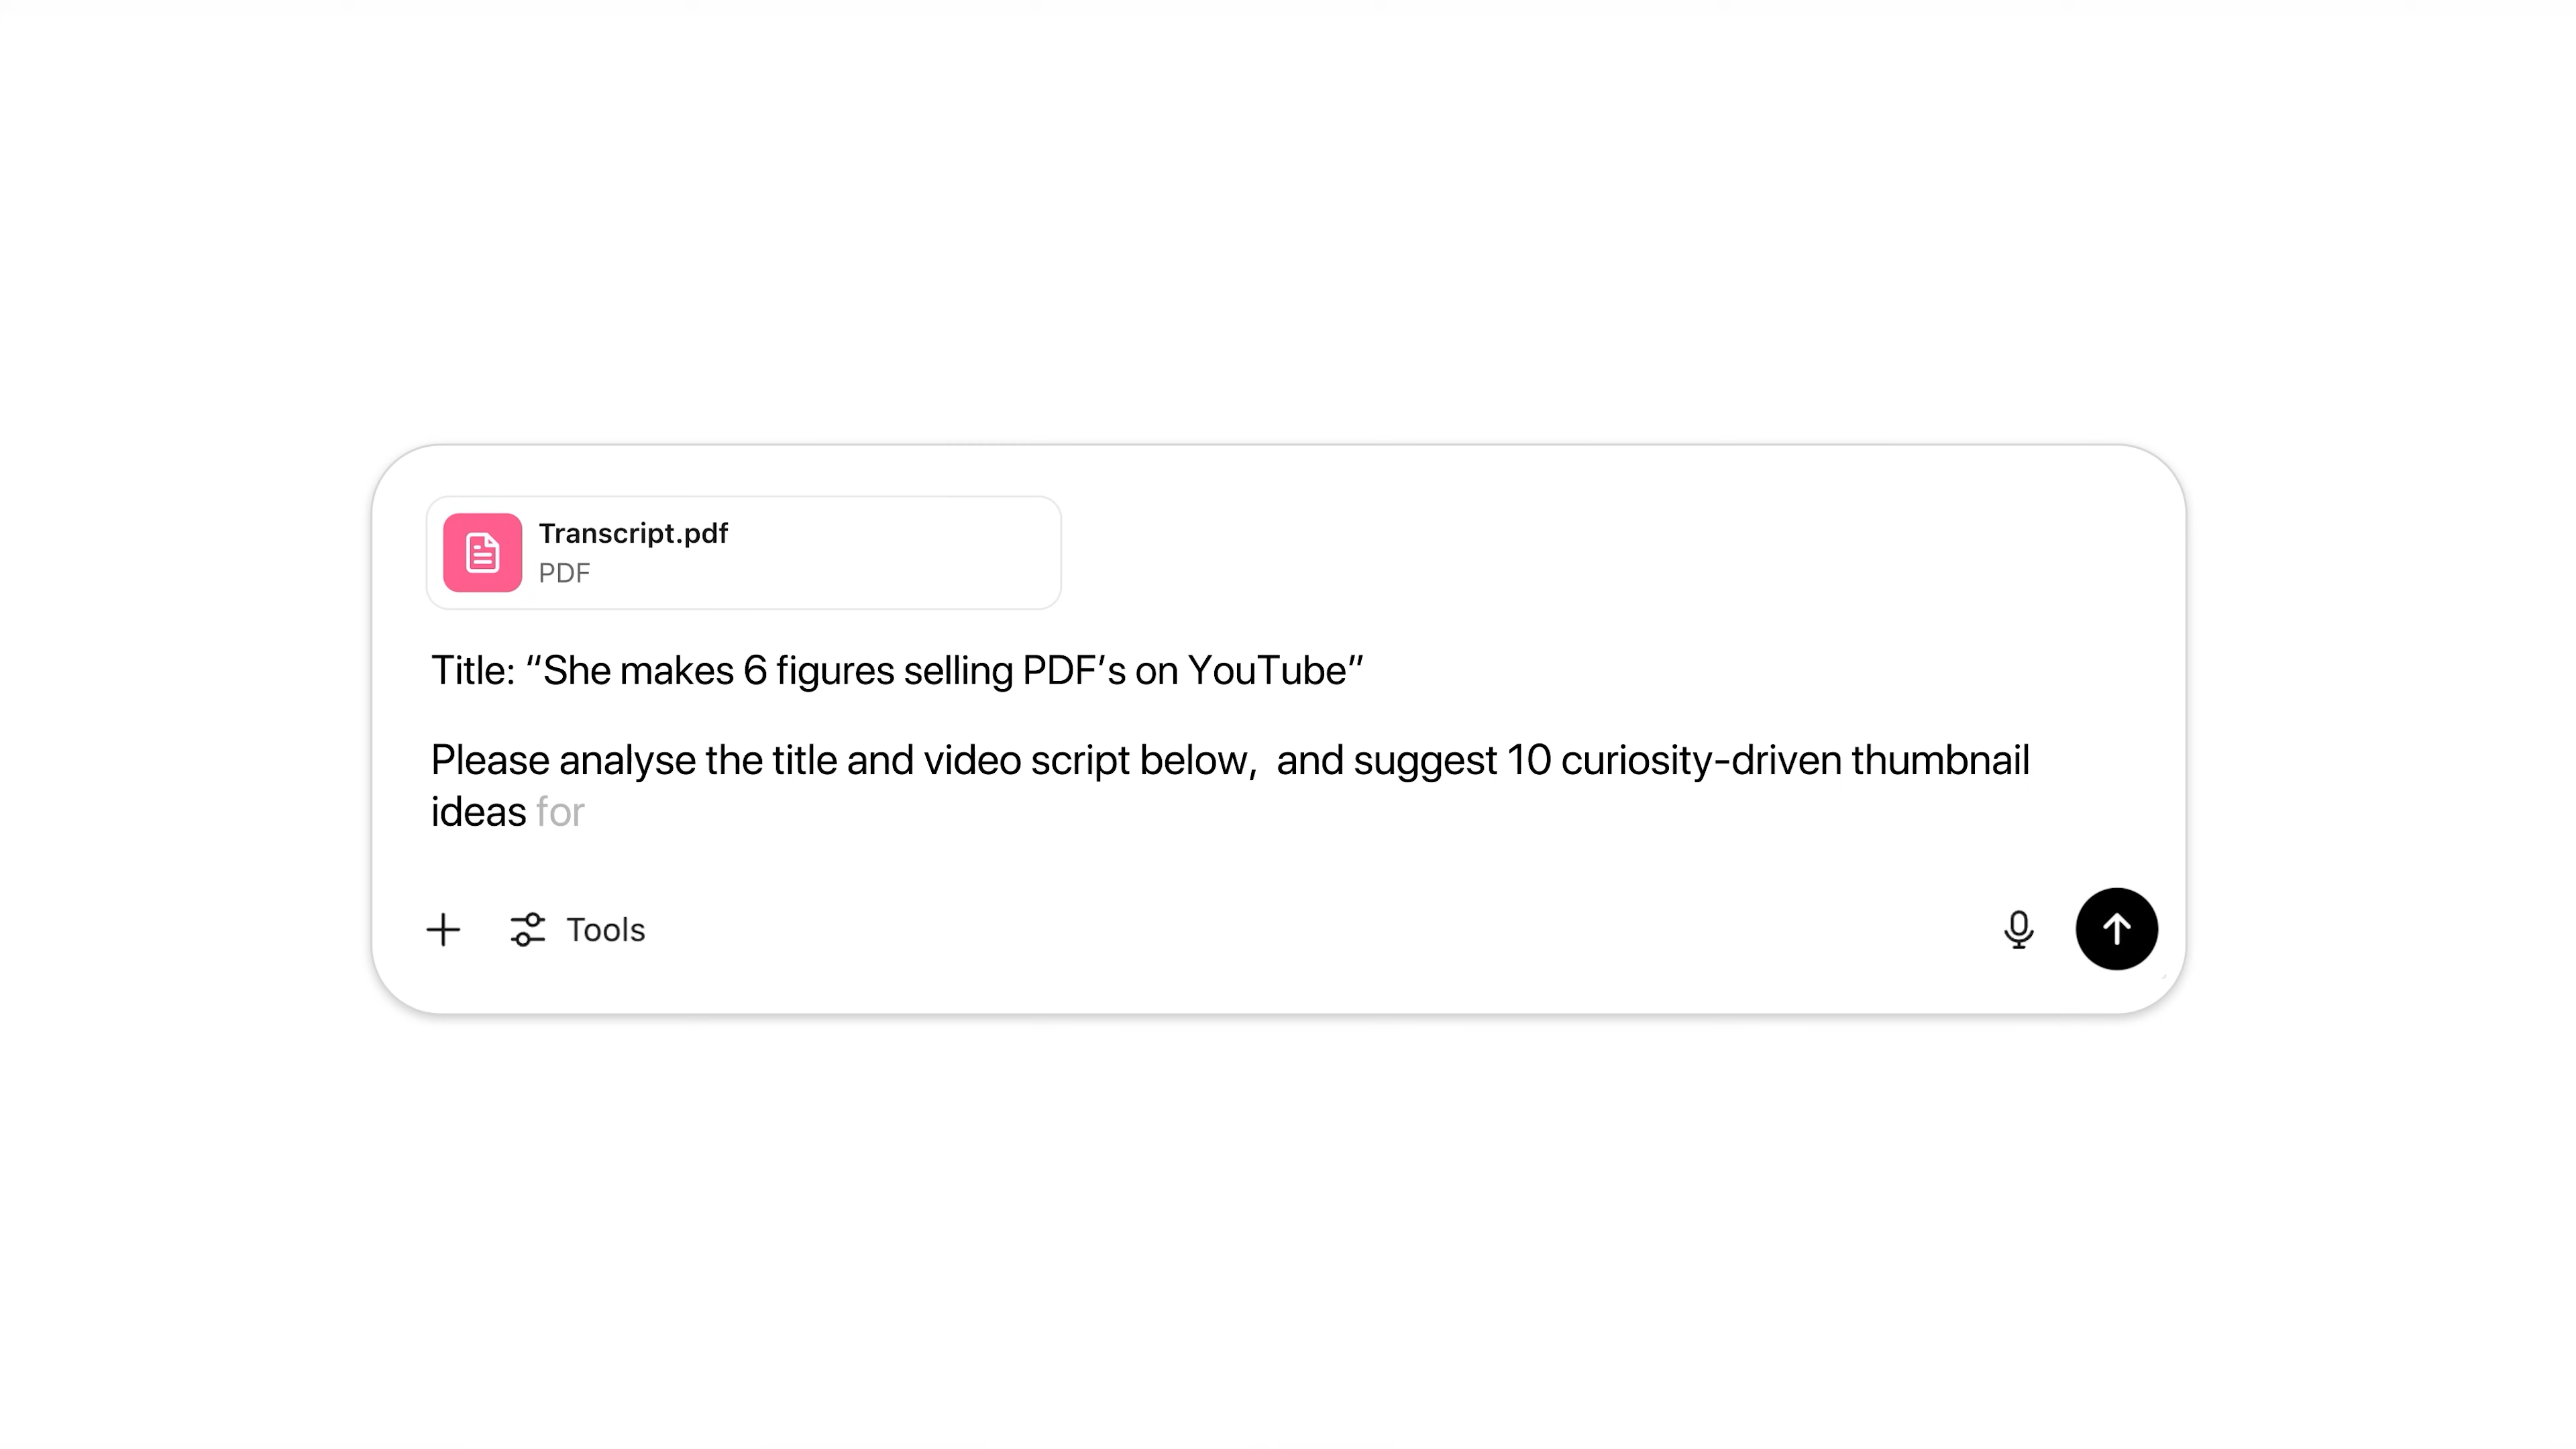 Transcript.pdf
PDF
Title: “She makes 6 figures selling PDF’s on YouTube”
Please analyse the title and video script below,  and suggest 10 curiosity-driven thumbnail
ideas for
Tools